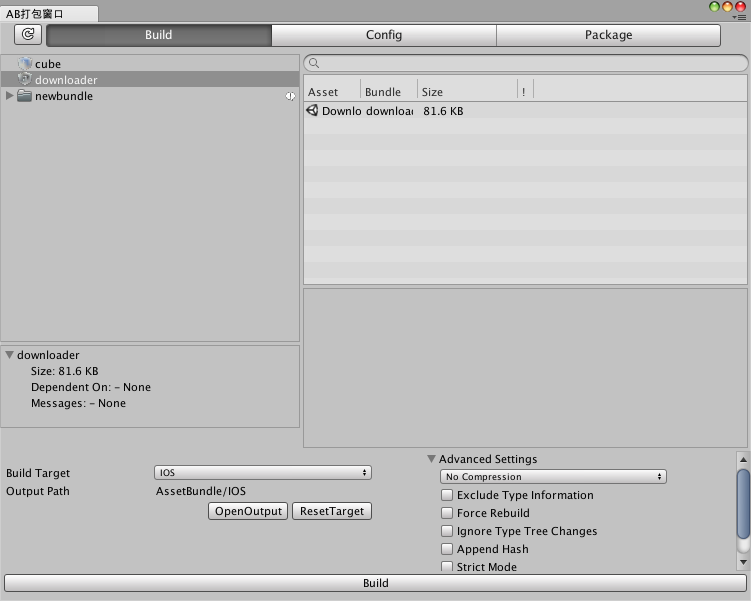 AB打包窗口
Build Config Package
cube
downloader
newbundle
Asset Bundle Size !
Downlo downloa 81.6 KB
downloader
Size: 81.6 KB
Dependent On: - None
Messages: - None
Build Target IOS
Output Path AssetBundle/IOS
OpenOutput ResetTarget
Advanced Settings
No Compression
Exclude Type Information
Force Rebuild
Ignore Type Tree Changes
Append Hash
Strict Mode
Build